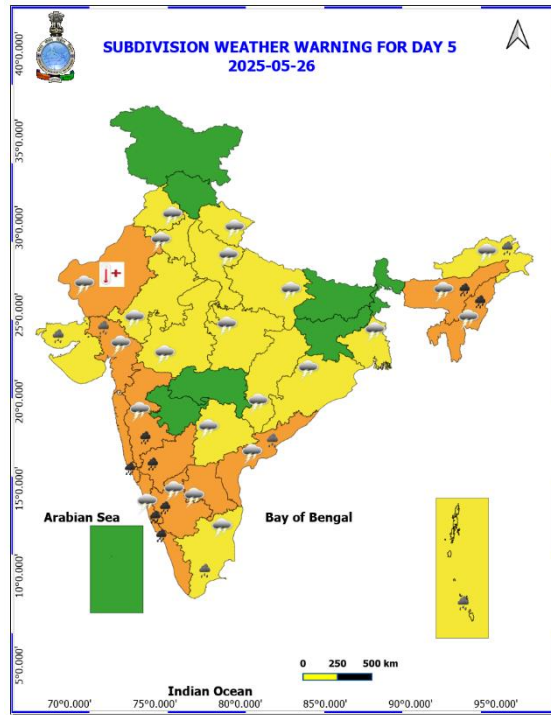 SUBDIVISION WEATHER WARNING FOR DAY 5
2025-05-26
40°0.000'
35°0.000'
30°0.000'
25°0.000'
20°0.000'
15°0.000'
10°0.000'
5°0.000'
Arabian Sea
Bay of Bengal
0 250 500 km
Indian Ocean
70°0.000' 75°0.000' 80°0.000' 85°0.000' 90°0.000' 95°0.000'